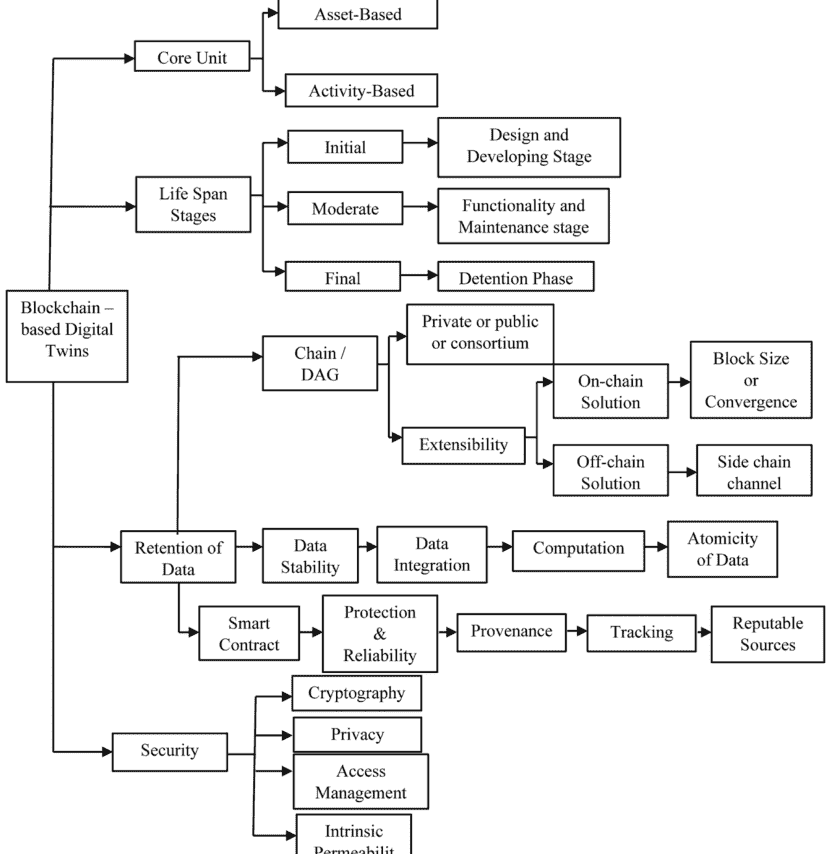 Asset-Based
Core Unit
Activity-Based
Initial
Design and
Developing Stage
Life Span
Stages
Moderate
Functionality and
Maintenance stage
Final
Detention Phase
Blockchain –
based Digital
Twins
Chain /
DAG
Private or public
or consortium
Extensibility
On-chain
Solution
Block Size
or
Convergence
Off-chain
Solution
Side chain
channel
Retention of
Data
Data
Stability
Data
Integration
Computation
Atomicity
of Data
Smart
Contract
Protection
&
Reliability
Provenance
Tracking
Reputable
Sources
Security
Cryptography
Privacy
Access
Management
Intrinsic
Permeabilit